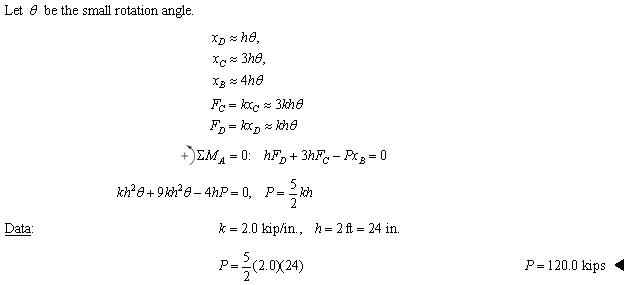 Let θ be the small rotation angle.
x_D ≈ hθ,
x_C ≈ 3hθ,
x_B ≈ 4hθ
F_C = kx_C ≈ 3khθ
F_D = kx_D ≈ khθ
+) ΣM_A = 0: hF_D + 3hF_C − Px_B = 0
kh²θ + 9kh²θ − 4hP = 0, P = 5/2 kh
Data: k = 2.0 kip/in., h = 2 ft = 24 in.
P = 5/2 (2.0)(24) P = 120.0 kips ◀